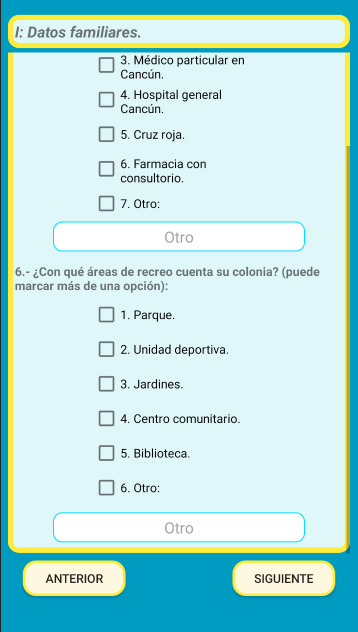 I: Datos familiares.
3. Médico particular en
Cancún.
4. Hospital general
Cancún.
5. Cruz roja.
6. Farmacia con
consultorio.
7. Otro:
Otro
6.- ¿Con qué áreas de recreo cuenta su colonia? (puede
marcar más de una opción):
1. Parque.
2. Unidad deportiva.
3. Jardines.
4. Centro comunitario.
5. Biblioteca.
6. Otro:
Otro
ANTERIOR
SIGUIENTE